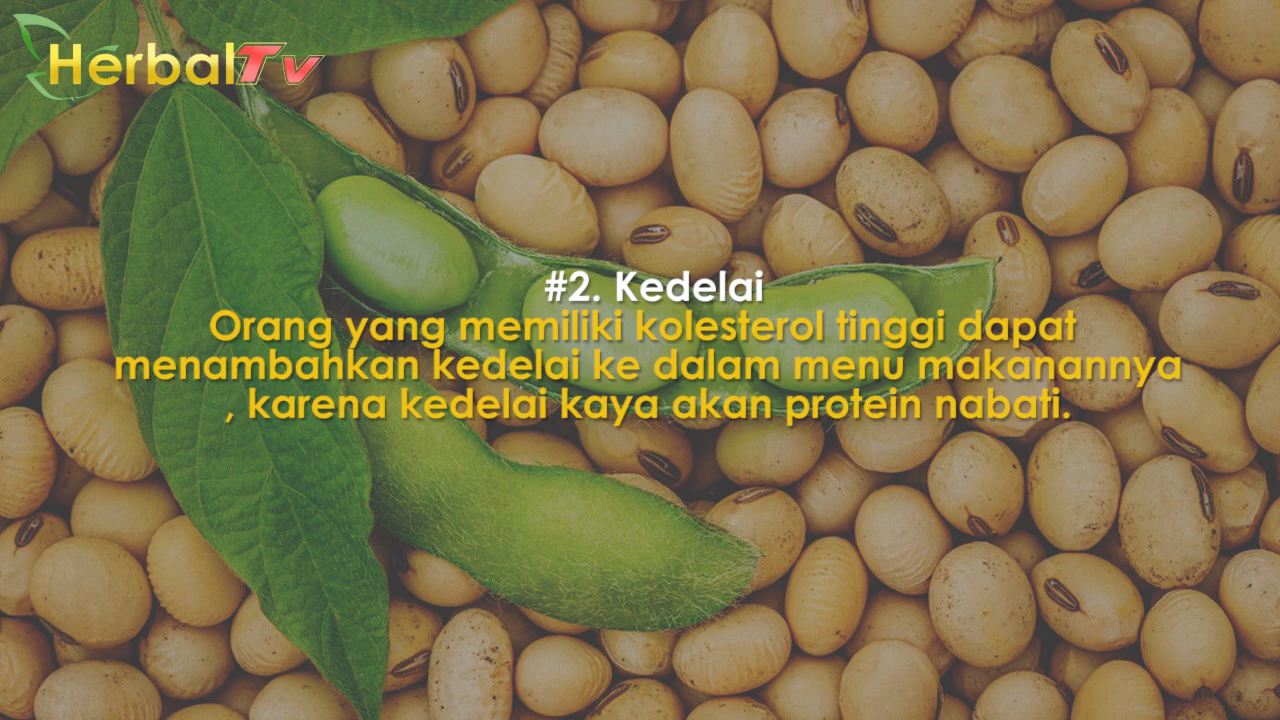 HerbalTv
#2. Kedelai
Orang yang memiliki kolesterol tinggi dapat
menambahkan kedelai ke dalam menu makanannya
, karena kedelai kaya akan protein nabati.